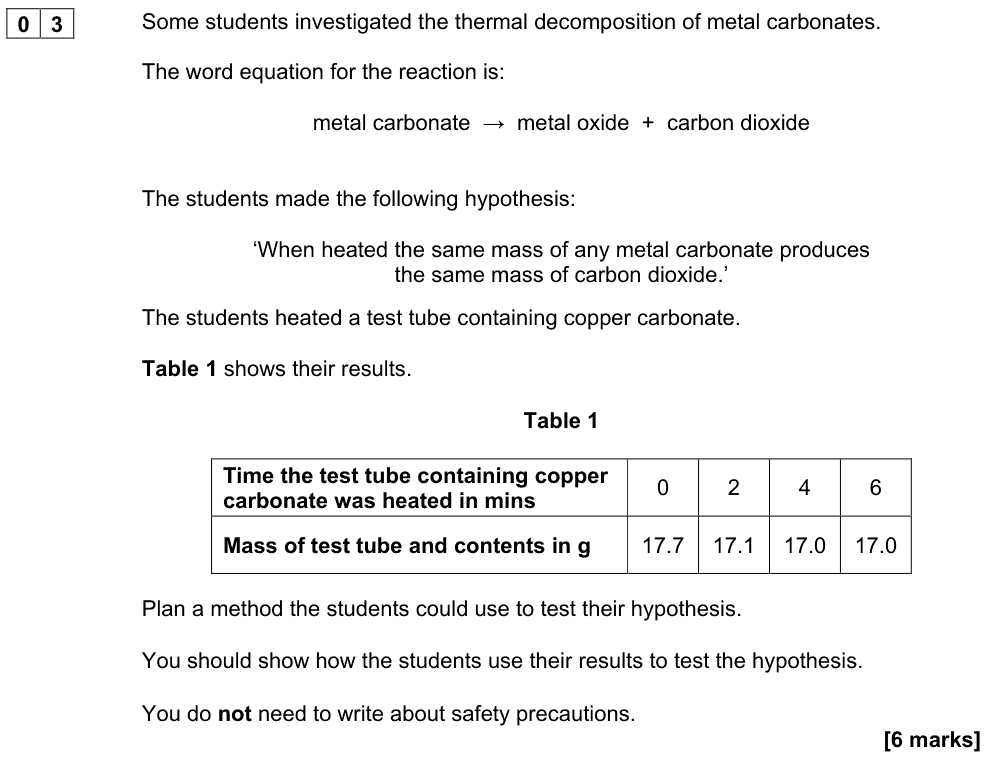 0 3 Some students investigated the thermal decomposition of metal carbonates.
The word equation for the reaction is:
metal carbonate → metal oxide + carbon dioxide
The students made the following hypothesis:
‘When heated the same mass of any metal carbonate produces
the same mass of carbon dioxide.’
The students heated a test tube containing copper carbonate.
Table 1 shows their results.
Table 1
Time the test tube containing copper
carbonate was heated in mins 0 2 4 6
Mass of test tube and contents in g 17.7 17.1 17.0 17.0
Plan a method the students could use to test their hypothesis.
You should show how the students use their results to test the hypothesis.
You do not need to write about safety precautions.
[6 marks]